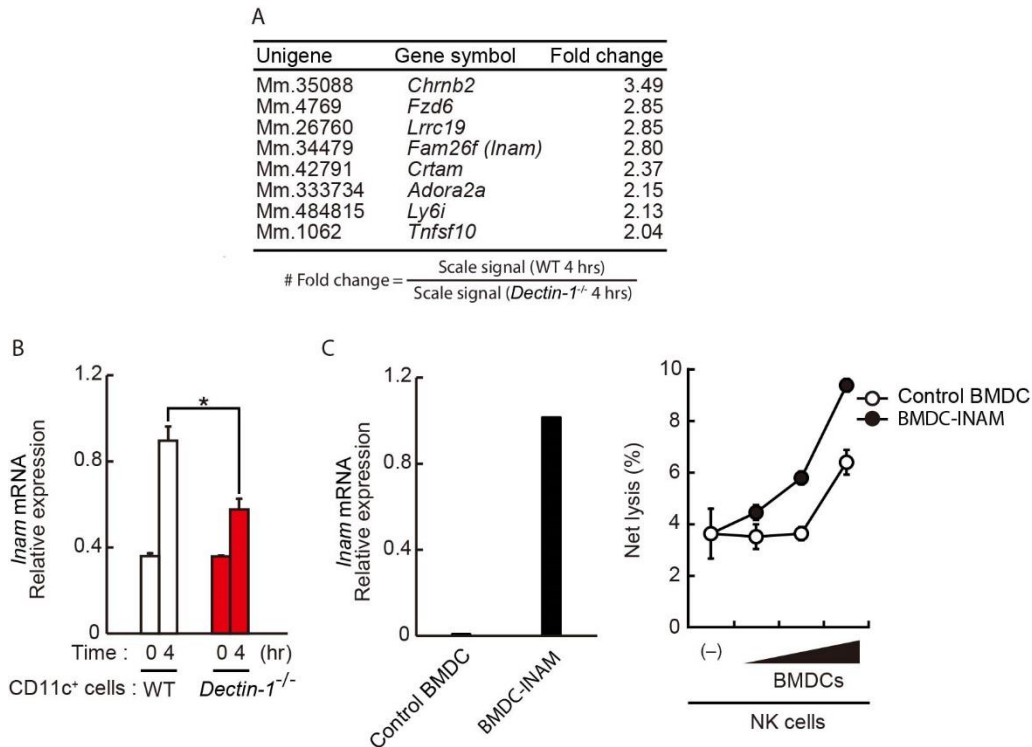 A
Unigene Gene symbol Fold change
Mm.35088 Chrnb2 3.49
Mm.4769 Fzd6 2.85
Mm.26760 Lrrc19 2.85
Mm.34479 Fam26f (Inam) 2.80
Mm.42791 Crtam 2.37
Mm.333734 Adora2a 2.15
Mm.484815 Ly6i 2.13
Mm.1062 Tnfsf10 2.04
# Fold change = Scale signal (WT 4 hrs)
Scale signal (Dectin-1-/- 4 hrs)
B
Inam mRNA
Relative expression
1.2
0.8
0.4
0
*
Time : 0 4 0 4 (hr)
CD11c+ cells : WT Dectin-1-/-
C
Inam mRNA
Relative expression
1.2
0.8
0.4
0
Control BMDC
BMDC-INAM
Net lysis (%)
10
8
6
4
2
0
Control BMDC
BMDC-INAM
(–)
BMDCs
NK cells